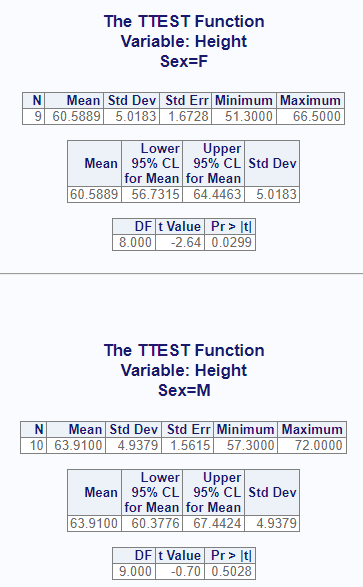 The TTEST Function
Variable: Height
Sex=F
N Mean Std Dev Std Err Minimum Maximum
9 60.5889 5.0183 1.6728 51.3000 66.5000
Lower Upper
Mean 95% CL 95% CL Std Dev
for Mean for Mean
60.5889 56.7315 64.4463 5.0183
DF t Value Pr > |t|
8.000 -2.64 0.0299
The TTEST Function
Variable: Height
Sex=M
N Mean Std Dev Std Err Minimum Maximum
10 63.9100 4.9379 1.5615 57.3000 72.0000
Lower Upper
Mean 95% CL 95% CL Std Dev
for Mean for Mean
63.9100 60.3776 67.4424 4.9379
DF t Value Pr > |t|
9.000 -0.70 0.5028